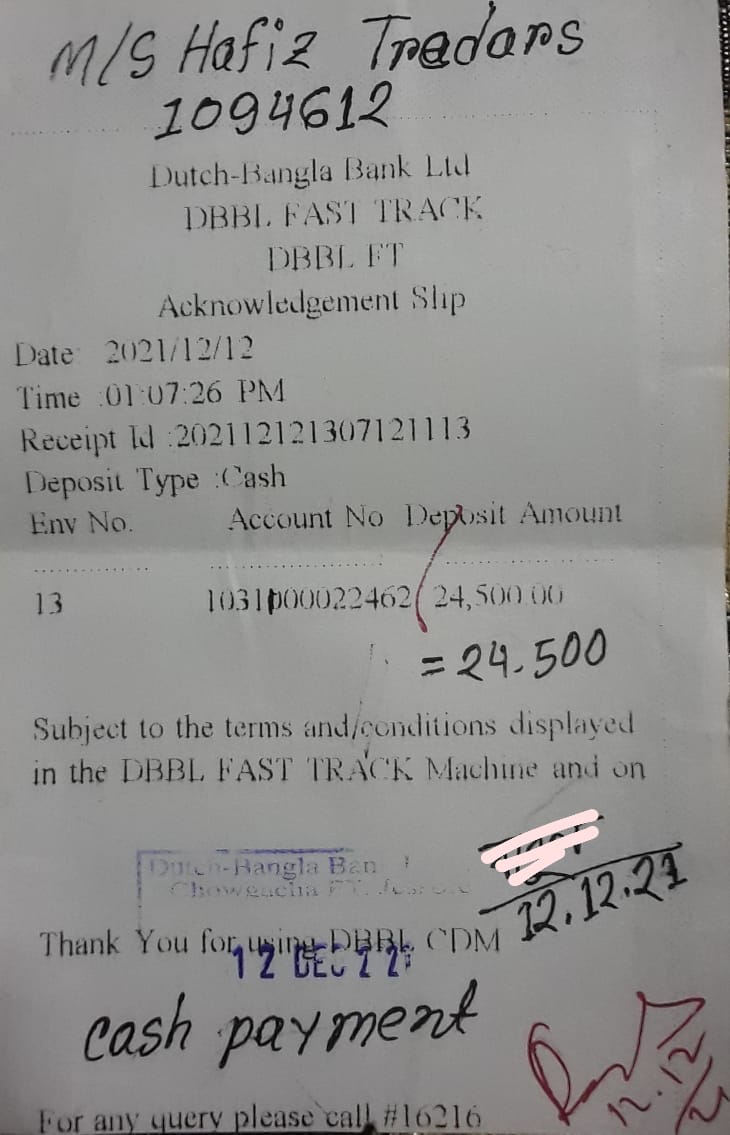 M/S Hafiz Tradars
1094612
Dutch-Bangla Bank Ltd
DBBL FAST TRACK
DBBL FT
Acknowledgement Slip
Date: 2021/12/12
Time :01:07:26 PM
Receipt Id :202112121307121113
Deposit Type :Cash
Env No. Account No Deposit Amount
13 1031000022462 24,500.00
= 24.500
Subject to the terms and/conditions displayed
in the DBBL FAST TRACK Machine and on
Dutch-Bangla Ban
Chowgacha FT.
12.12.21
Thank You for using DBBL CDM
12 DEC 2 21
cash payment
12.12/21
For any query please call #16216